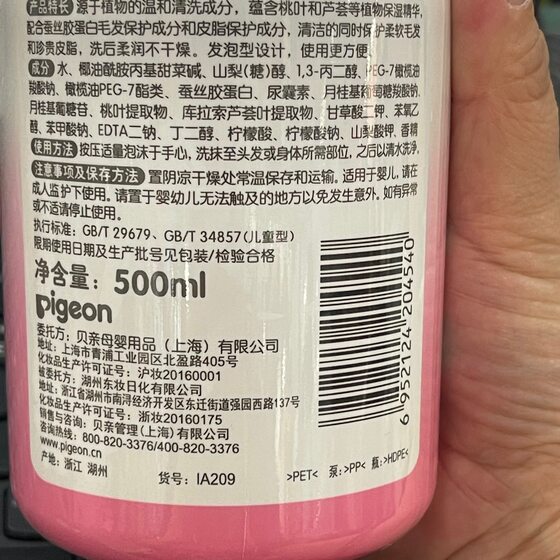 产品特长 源于植物的温和清洗成分，蕴含桃叶和芦荟等植物保湿精华，
配合蚕丝胶蛋白毛发保护成分和皮脂保护成分，清洁的同时保护柔软毛发
和珍贵皮脂，洗后柔润不干燥。发泡型设计，使用更方便。
成分 水、椰油酰胺丙基甜菜碱、山梨（糖）醇、1,3-丙二醇、PEG-7橄榄油
羧酸钠、橄榄油PEG-7酯类、蚕丝胶蛋白、尿囊素、月桂基葡萄糖羧酸钠、
月桂基葡糖苷、桃叶提取物、库拉索芦荟叶提取物、甘草酸二钾、苯氧乙
醇、苯甲酸钠、EDTA二钠、丁二醇、柠檬酸、柠檬酸钠、山梨酸钾、香精
使用方法 按压适量泡沫于手心，洗抹至头发或身体所需部位，之后以清水洗净。
注意事项及保存方法 置阴凉干燥处常温保存和运输。适用于婴儿，请在
成人监护下使用。请置于婴幼儿无法触及的地方以免发生意外。如有异常
或不适请停止使用。
执行标准：GB/T 29679、GB/T 34857(儿童型)
限期使用日期及生产批号见包装/检验合格
净含量：500ml
pigeon
委托方：贝亲母婴用品（上海）有限公司
地址：上海市青浦工业园区北盈路405号
化妆品生产许可证号：沪妆20160001
被委托方：湖州东妆日化有限公司
地址：浙江省湖州市南浔经济开发区东迁街道强园西路137号
化妆品生产许可证号：浙妆20160175
销售与咨询：贝亲管理(上海)有限公司
咨询热线：800-820-3376/400-820-3376
www.pigeon.cn
产地：浙江 湖州
货号：IA209
>PET< 泵：>PP< 瓶：>HDPE<
6 952124 204540